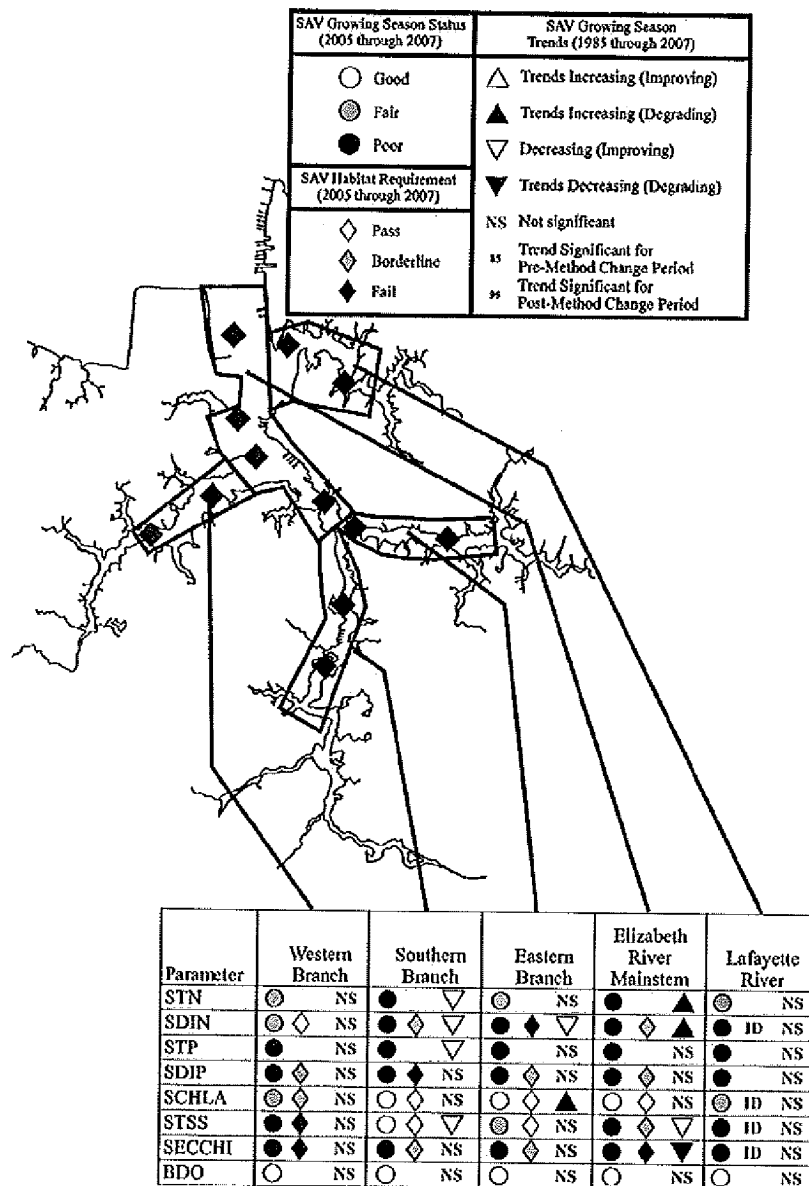 SAV Growing Season Status
(2005 through 2007)
Good
Fair
Poor
SAV Habitat Requirement
(2005 through 2007)
Pass
Borderline
Fail
SAV Growing Season
Trends (1985 through 2007)
Trends Increasing (Improving)
Trends Increasing (Degrading)
Decreasing (Improving)
Trends Decreasing (Degrading)
NS Not significant
Trend Significant for
Pre-Method Change Period
Trend Significant for
Post-Method Change Period
Parameter Western Branch Southern Branch Eastern Branch Elizabeth River Mainstem Lafayette River
STN NS NS NS
SDIN NS ID NS
STP NS NS NS NS
SDIP NS NS NS NS NS
SCHLA NS NS NS ID NS
STSS NS NS ID NS
SECCHI NS NS NS ID NS
BDO NS NS NS NS NS